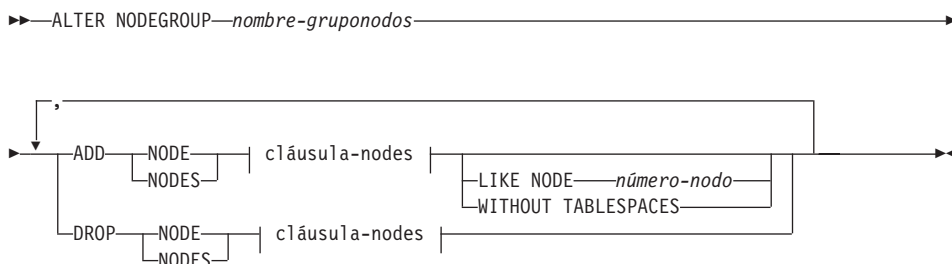 ALTER NODEGROUP nombre-gruponodos
,
ADD NODE cláusula-nodes
NODES
LIKE NODE número-nodo
WITHOUT TABLESPACES
DROP NODE cláusula-nodes
NODES